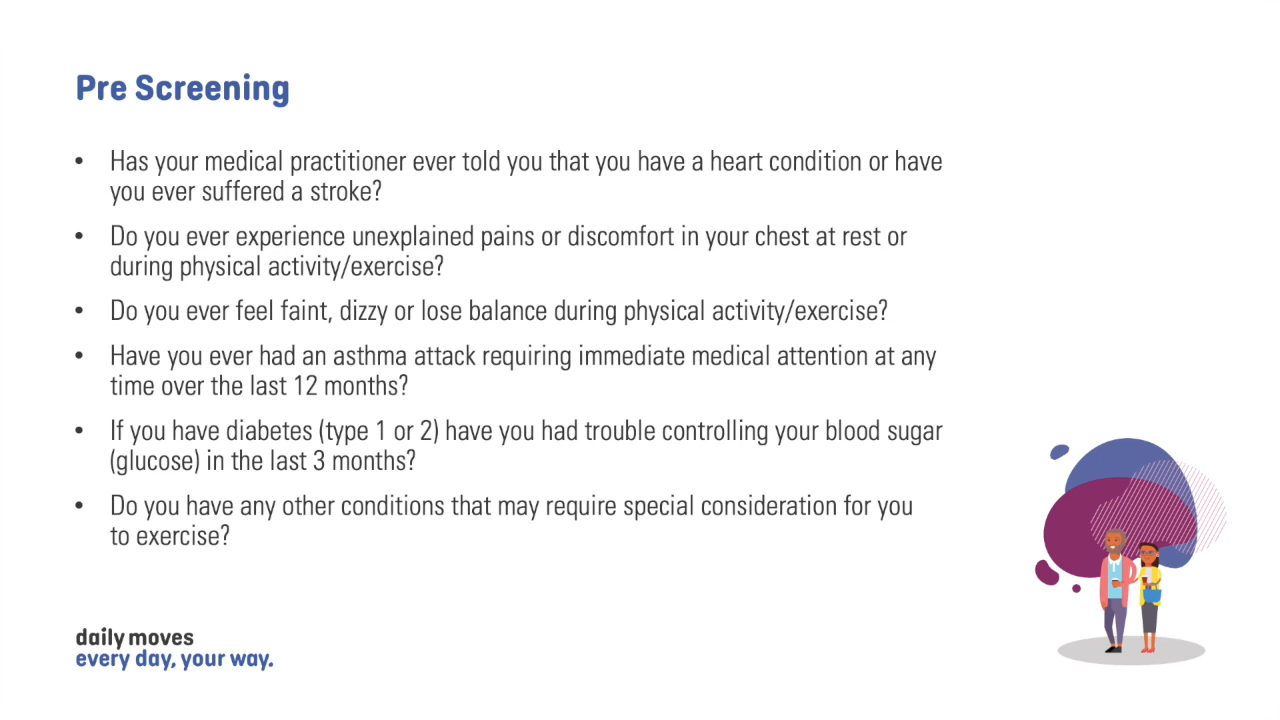 Pre Screening
• Has your medical practitioner ever told you that you have a heart condition or have
you ever suffered a stroke?
• Do you ever experience unexplained pains or discomfort in your chest at rest or
during physical activity/exercise?
• Do you ever feel faint, dizzy or lose balance during physical activity/exercise?
• Have you ever had an asthma attack requiring immediate medical attention at any
time over the last 12 months?
• If you have diabetes (type 1 or 2) have you had trouble controlling your blood sugar
(glucose) in the last 3 months?
• Do you have any other conditions that may require special consideration for you
to exercise?
daily moves
every day, your way.